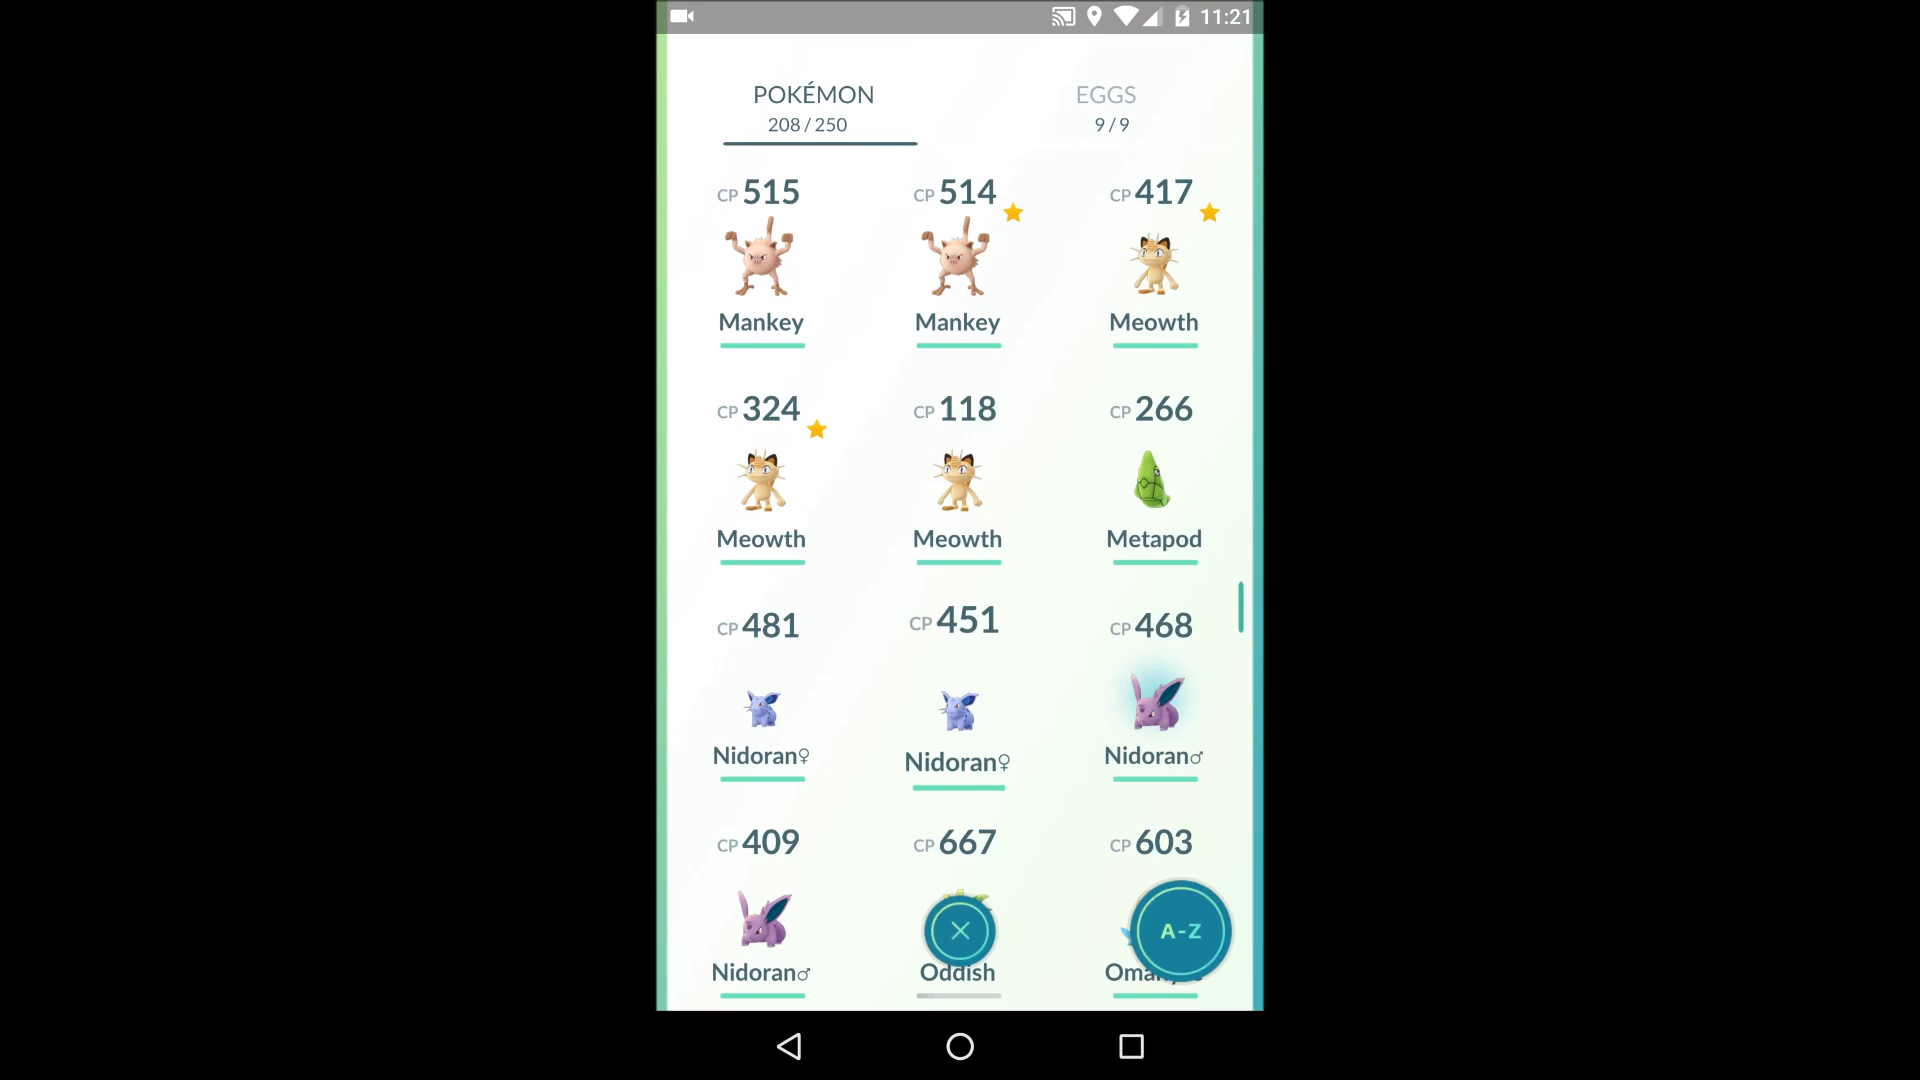 11:21
POKÉMON EGGS
208 / 250 9 / 9
CP 515 CP 514 CP 417
Mankey Mankey Meowth
CP 324 CP 118 CP 266
Meowth Meowth Metapod
CP 481 CP 451 CP 468
Nidoran♀ Nidoran♀ Nidoran♂
CP 409 CP 667 CP 603
A-Z
Nidoran♂ Oddish